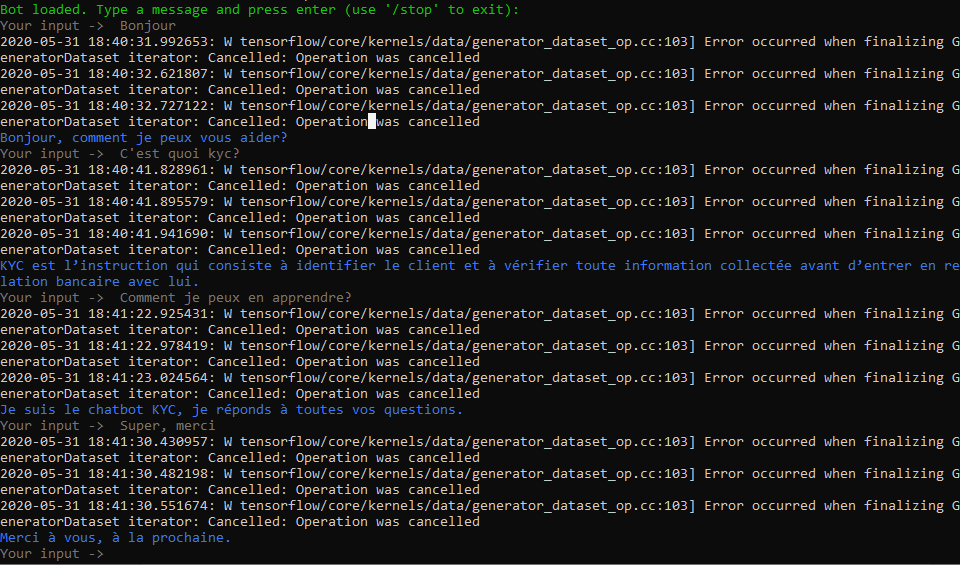 Bot loaded. Type a message and press enter (use '/stop' to exit):
Your input ->  Bonjour
2020-05-31 18:40:31.992653: W tensorflow/core/kernels/data/generator_dataset_op.cc:103] Error occurred when finalizing G
eneratorDataset iterator: Cancelled: Operation was cancelled
2020-05-31 18:40:32.621807: W tensorflow/core/kernels/data/generator_dataset_op.cc:103] Error occurred when finalizing G
eneratorDataset iterator: Cancelled: Operation was cancelled
2020-05-31 18:40:32.727122: W tensorflow/core/kernels/data/generator_dataset_op.cc:103] Error occurred when finalizing G
eneratorDataset iterator: Cancelled: Operation was cancelled
Bonjour, comment je peux vous aider?
Your input ->  C'est quoi kyc?
2020-05-31 18:40:41.828961: W tensorflow/core/kernels/data/generator_dataset_op.cc:103] Error occurred when finalizing G
eneratorDataset iterator: Cancelled: Operation was cancelled
2020-05-31 18:40:41.895579: W tensorflow/core/kernels/data/generator_dataset_op.cc:103] Error occurred when finalizing G
eneratorDataset iterator: Cancelled: Operation was cancelled
2020-05-31 18:40:41.941690: W tensorflow/core/kernels/data/generator_dataset_op.cc:103] Error occurred when finalizing G
eneratorDataset iterator: Cancelled: Operation was cancelled
KYC est l’instruction qui consiste à identifier le client et à vérifier toute information collectée avant d’entrer en re
lation bancaire avec lui.
Your input ->  Comment je peux en apprendre?
2020-05-31 18:41:22.925431: W tensorflow/core/kernels/data/generator_dataset_op.cc:103] Error occurred when finalizing G
eneratorDataset iterator: Cancelled: Operation was cancelled
2020-05-31 18:41:22.978419: W tensorflow/core/kernels/data/generator_dataset_op.cc:103] Error occurred when finalizing G
eneratorDataset iterator: Cancelled: Operation was cancelled
2020-05-31 18:41:23.024564: W tensorflow/core/kernels/data/generator_dataset_op.cc:103] Error occurred when finalizing G
eneratorDataset iterator: Cancelled: Operation was cancelled
Je suis le chatbot KYC, je réponds à toutes vos questions.
Your input ->  Super, merci
2020-05-31 18:41:30.430957: W tensorflow/core/kernels/data/generator_dataset_op.cc:103] Error occurred when finalizing G
eneratorDataset iterator: Cancelled: Operation was cancelled
2020-05-31 18:41:30.482198: W tensorflow/core/kernels/data/generator_dataset_op.cc:103] Error occurred when finalizing G
eneratorDataset iterator: Cancelled: Operation was cancelled
2020-05-31 18:41:30.551674: W tensorflow/core/kernels/data/generator_dataset_op.cc:103] Error occurred when finalizing G
eneratorDataset iterator: Cancelled: Operation was cancelled
Merci à vous, à la prochaine.
Your input ->